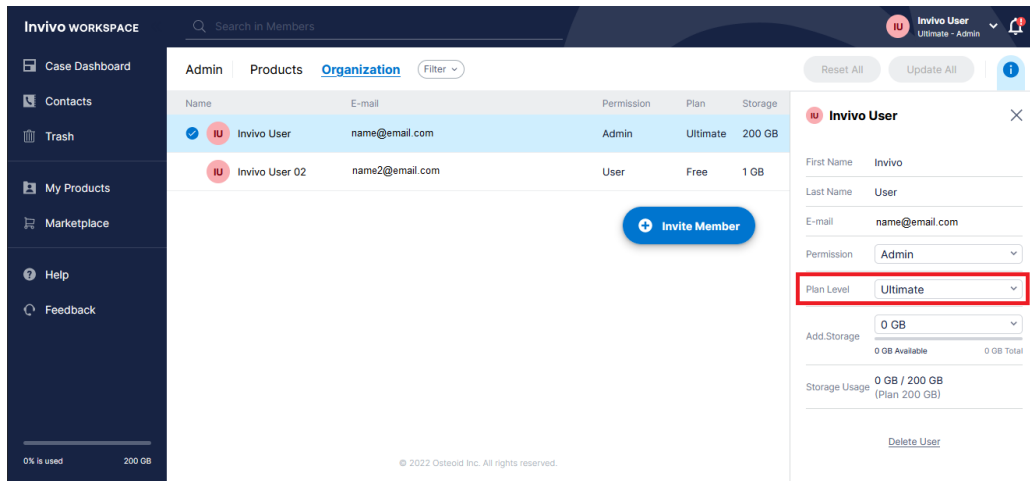 Invivo WORKSPACE
Search in Members
IU
Invivo User
Ultimate - Admin
Case Dashboard
Contacts
Trash
My Products
Marketplace
Help
Feedback
0% is used 200 GB
Admin Products Organization Filter
Reset All Update All
Name E-mail Permission Plan Storage
IU Invivo User name@email.com Admin Ultimate 200 GB
IU Invivo User 02 name2@email.com User Free 1 GB
Invite Member
© 2022 Osteoid Inc. All rights reserved.
IU Invivo User
First Name Invivo
Last Name User
E-mail name@email.com
Permission Admin
Plan Level Ultimate
Add.Storage 0 GB
0 GB Available 0 GB Total
Storage Usage 0 GB / 200 GB
(Plan 200 GB)
Delete User